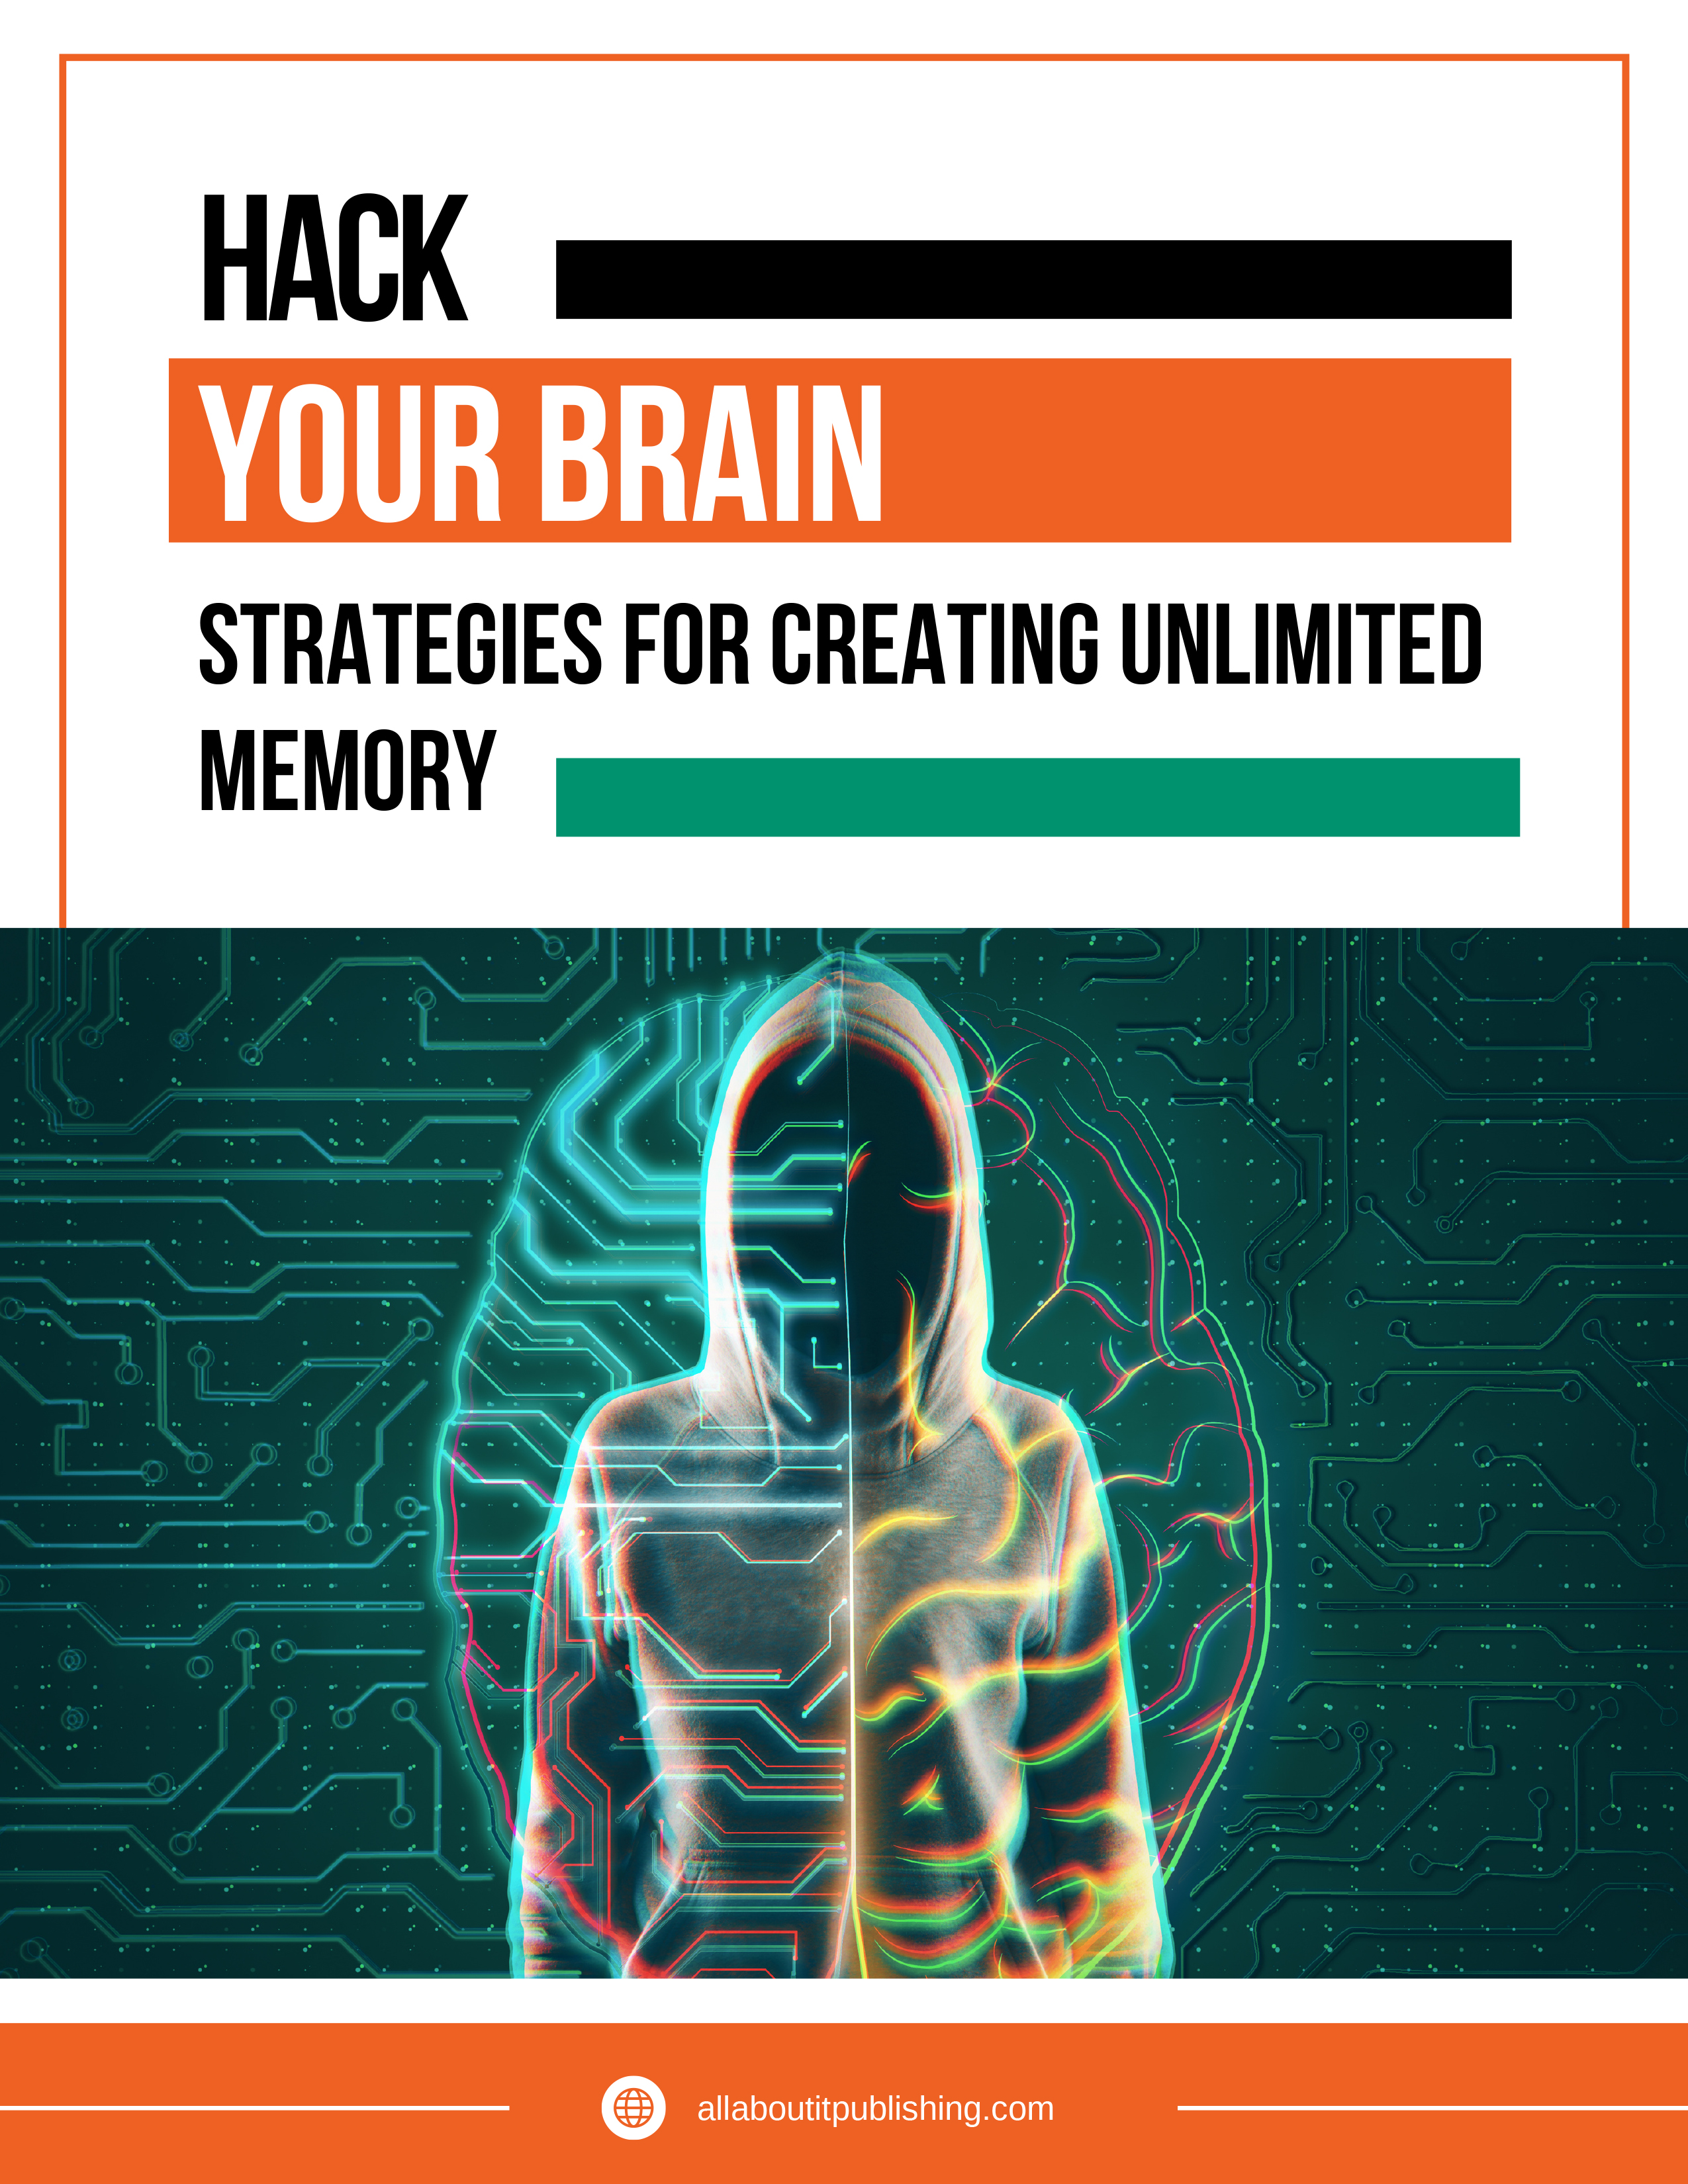 HACK
YOUR BRAIN
STRATEGIES FOR CREATING UNLIMITED
MEMORY
allaboutitpublishing.com